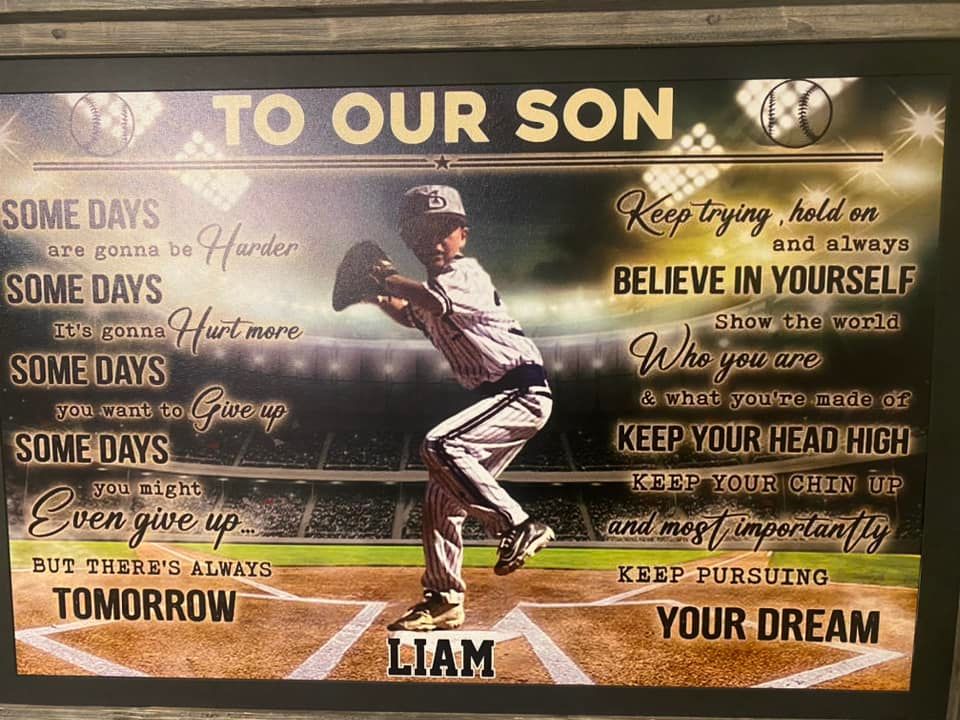 TO OUR SON
SOME DAYS
are gonna be Harder
SOME DAYS
It's gonna Hurt more
SOME DAYS
you want to Give up
SOME DAYS
you might
Even give up...
BUT THERE'S ALWAYS
TOMORROW
Keep trying, hold on
and always
BELIEVE IN YOURSELF
Show the world
Who you are
& what you're made of
KEEP YOUR HEAD HIGH
KEEP YOUR CHIN UP
and most importantly
KEEP PURSUING
YOUR DREAM
LIAM